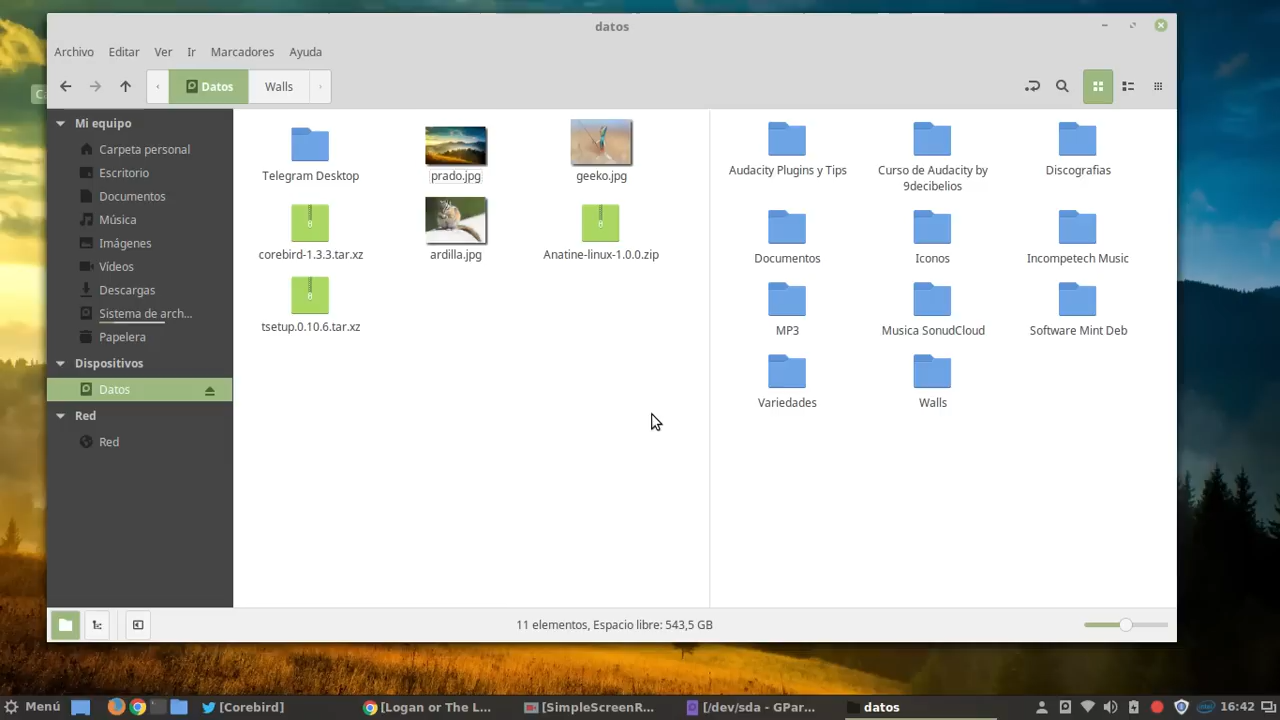 datos
Archivo Editar Ver Ir Marcadores Ayuda
Datos Walls
Mi equipo
Carpeta personal
Escritorio
Documentos
Música
Imágenes
Vídeos
Descargas
Sistema de arch...
Papelera
Dispositivos
Datos
Red
Red
Telegram Desktop prado.jpg geeko.jpg
corebird-1.3.3.tar.xz ardilla.jpg Anatine-linux-1.0.0.zip
tsetup.0.10.6.tar.xz
Audacity Plugins y Tips Curso de Audacity by Discografias
9decibelios
Documentos Iconos Incompetech Music
MP3 Musica SonudCloud Software Mint Deb
Variedades Walls
11 elementos, Espacio libre: 543,5 GB
Menú [Corebird] [Logan or The L... [SimpleScreenR... [/dev/sda - GPar... datos 16:42